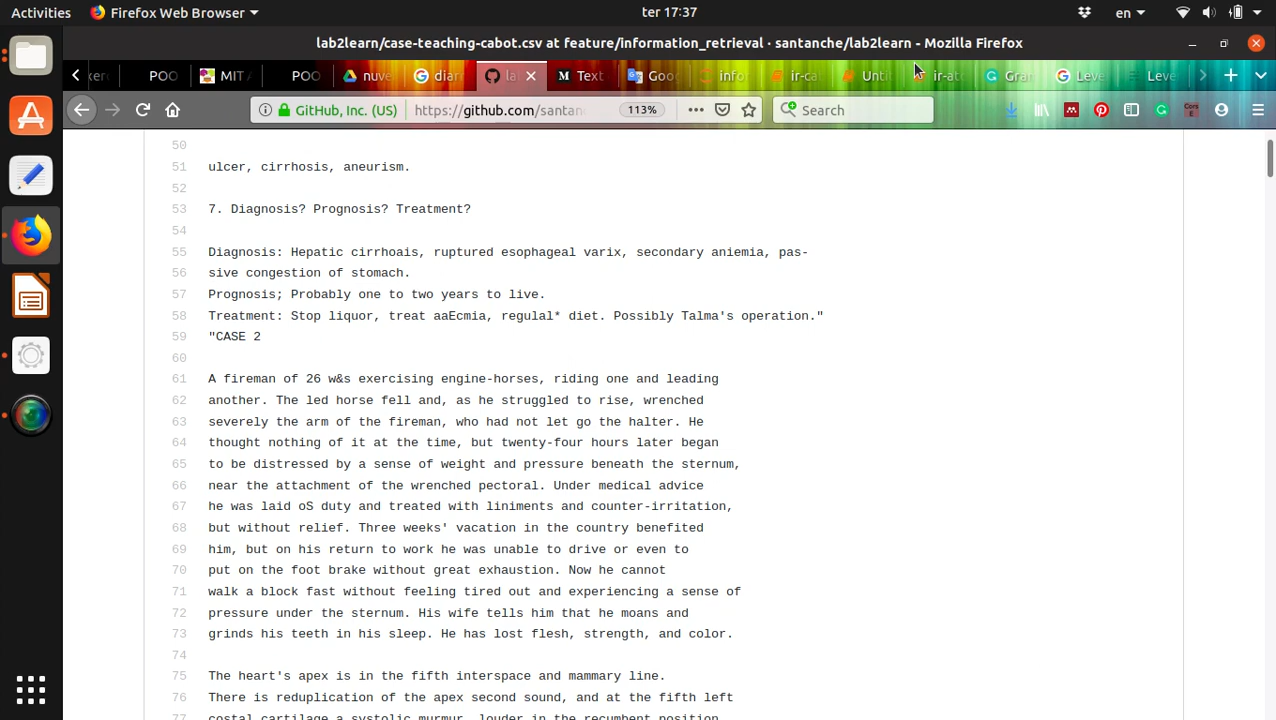 Activities Firefox Web Browser ter 17:37 en
lab2learn/case-teaching-cabot.csv at feature/information_retrieval · santanche/lab2learn - Mozilla Firefox
POO MIT POO nuve diar la Text Goo info ir-ca Unti ir-at Gra Leve Leve
GitHub, Inc. (US) https://github.com/santan 113% Search
50
51 ulcer, cirrhosis, aneurism.
52
53 7. Diagnosis? Prognosis? Treatment?
54
55 Diagnosis: Hepatic cirrhoais, ruptured esophageal varix, secondary aniemia, pas-
56 sive congestion of stomach.
57 Prognosis; Probably one to two years to live.
58 Treatment: Stop liquor, treat aaEcmia, regulal* diet. Possibly Talma's operation."
59 "CASE 2
60
61 A fireman of 26 w&s exercising engine-horses, riding one and leading
62 another. The led horse fell and, as he struggled to rise, wrenched
63 severely the arm of the fireman, who had not let go the halter. He
64 thought nothing of it at the time, but twenty-four hours later began
65 to be distressed by a sense of weight and pressure beneath the sternum,
66 near the attachment of the wrenched pectoral. Under medical advice
67 he was laid oS duty and treated with liniments and counter-irritation,
68 but without relief. Three weeks' vacation in the country benefited
69 him, but on his return to work he was unable to drive or even to
70 put on the foot brake without great exhaustion. Now he cannot
71 walk a block fast without feeling tired out and experiencing a sense of
72 pressure under the sternum. His wife tells him that he moans and
73 grinds his teeth in his sleep. He has lost flesh, strength, and color.
74
75 The heart's apex is in the fifth interspace and mammary line.
76 There is reduplication of the apex second sound, and at the fifth left
77 costal cartilage a systolic murmur, louder in the recumbent position